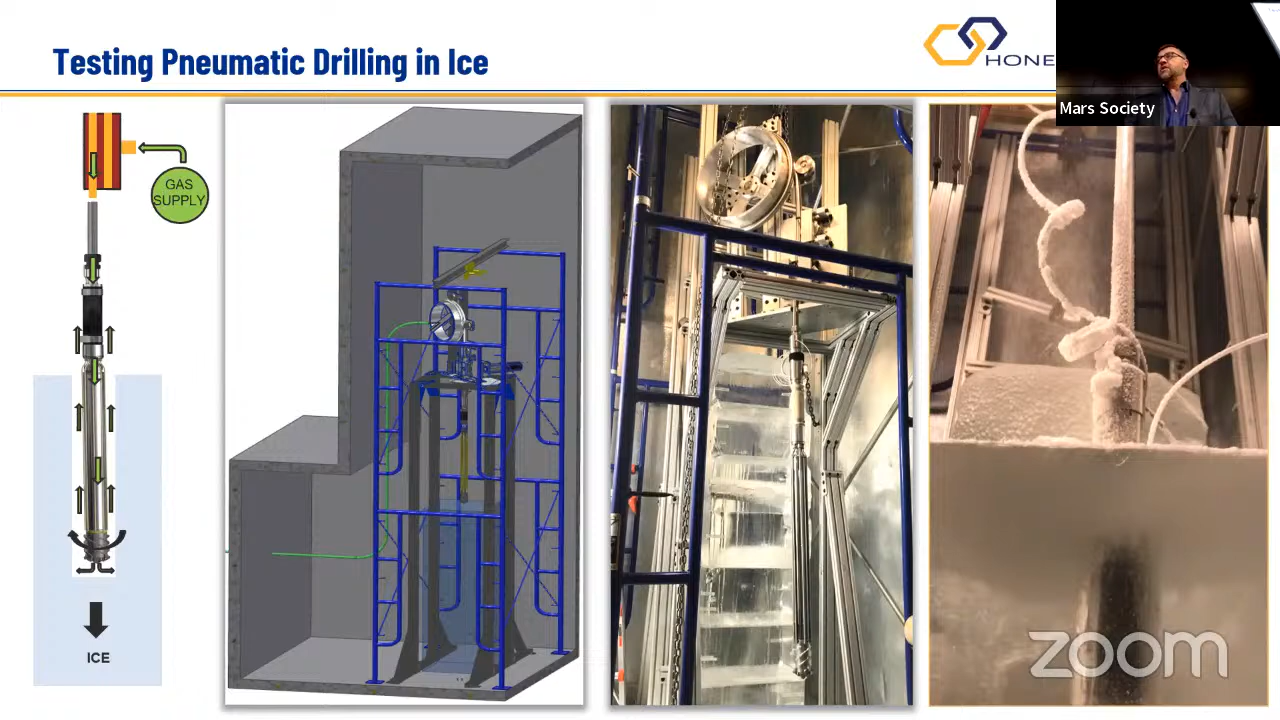 Testing Pneumatic Drilling in Ice
HONE
Mars Society
GAS
SUPPLY
ICE
zoom